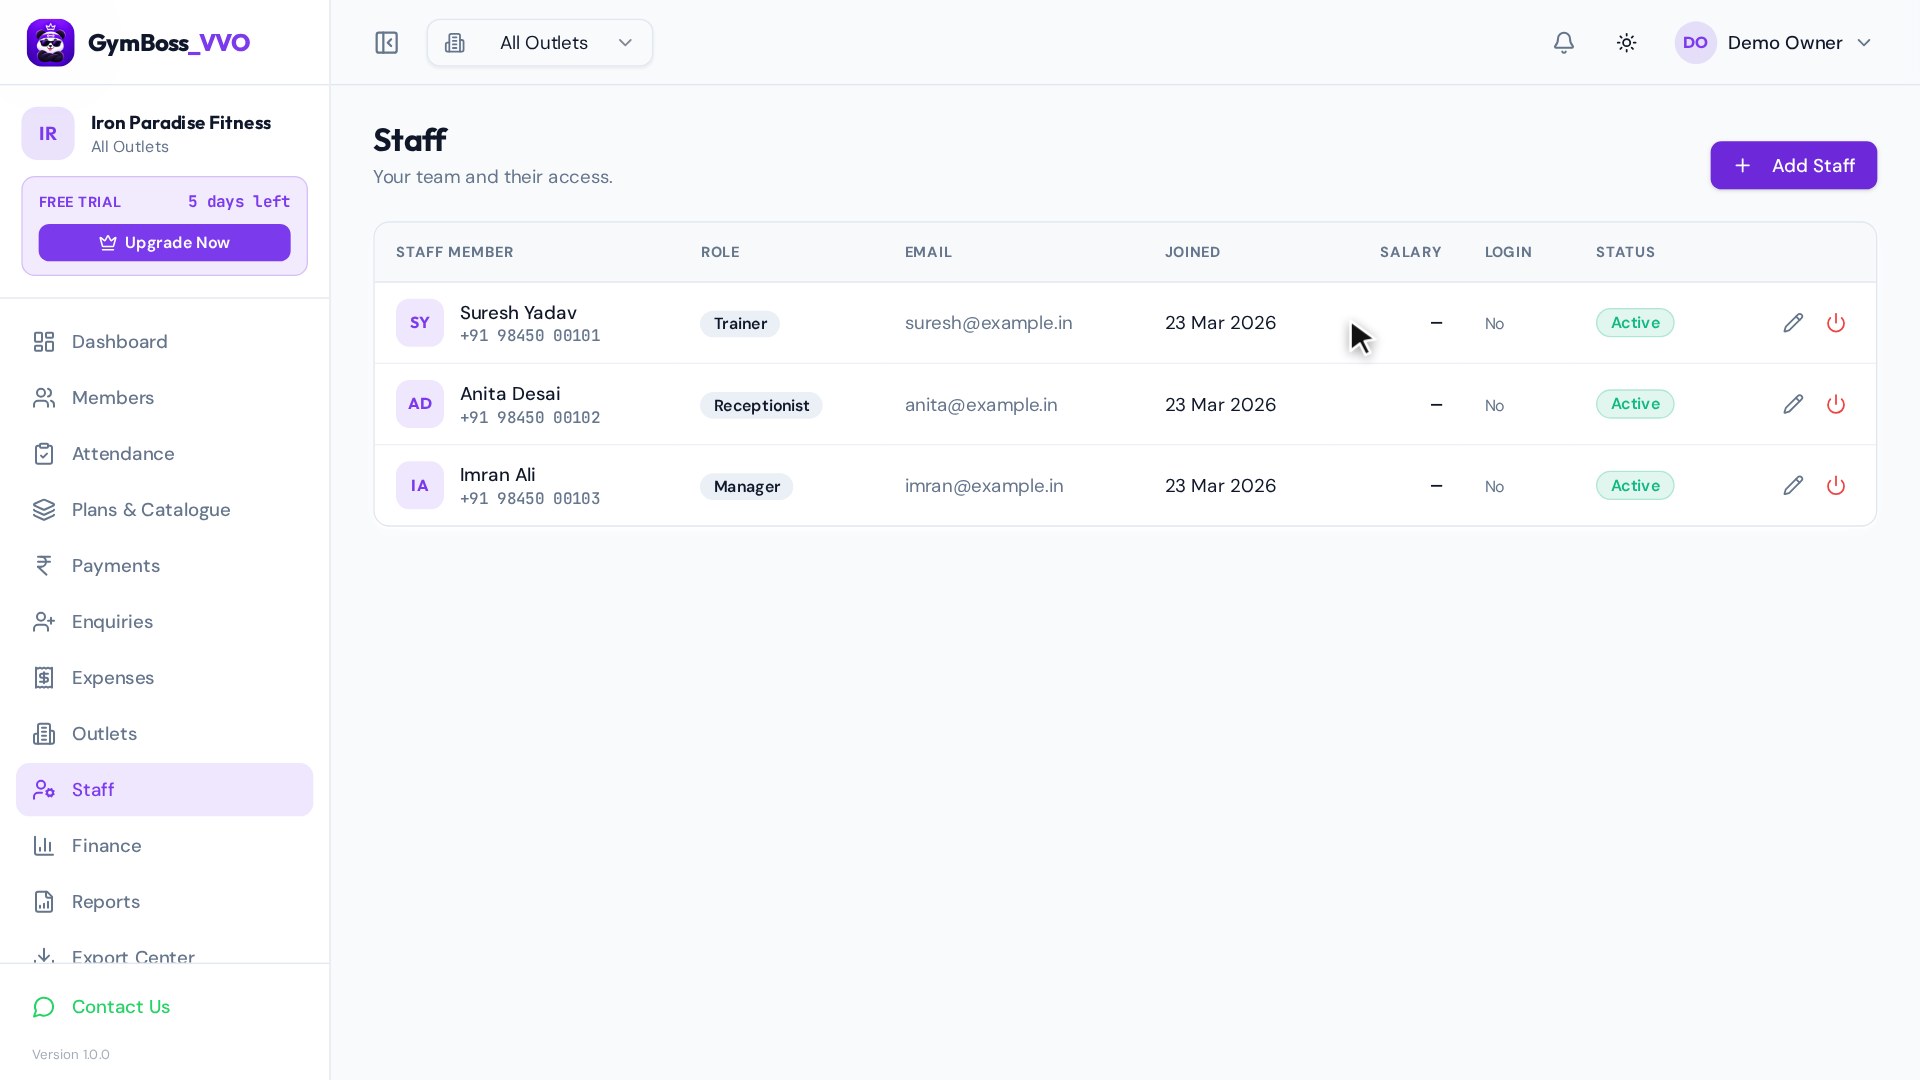 GymBoss_VVO
All Outlets
DO Demo Owner
IR
Iron Paradise Fitness
All Outlets
FREE TRIAL 5 days left
Upgrade Now
Dashboard
Members
Attendance
Plans & Catalogue
Payments
Enquiries
Expenses
Outlets
Staff
Finance
Reports
Export Center
Contact Us
Version 1.0.0
Staff
Your team and their access.
+ Add Staff
STAFF MEMBER ROLE EMAIL JOINED SALARY LOGIN STATUS
SY Suresh Yadav Trainer suresh@example.in 23 Mar 2026 – No Active
+91 98450 00101
AD Anita Desai Receptionist anita@example.in 23 Mar 2026 – No Active
+91 98450 00102
IA Imran Ali Manager imran@example.in 23 Mar 2026 – No Active
+91 98450 00103